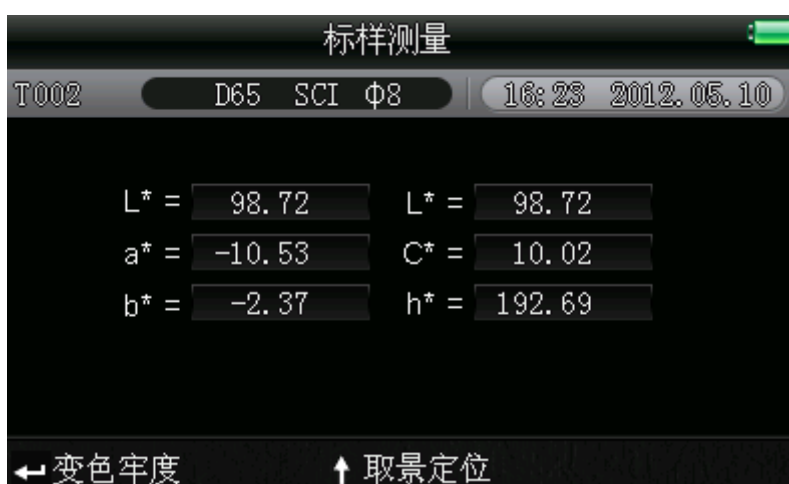 标样测量
T002 D65 SCI Φ8 16:23 2012.05.10
L* = 98.72 L* = 98.72
a* = -10.53 C* = 10.02
b* = -2.37 h* = 192.69
变色牢度 取景定位